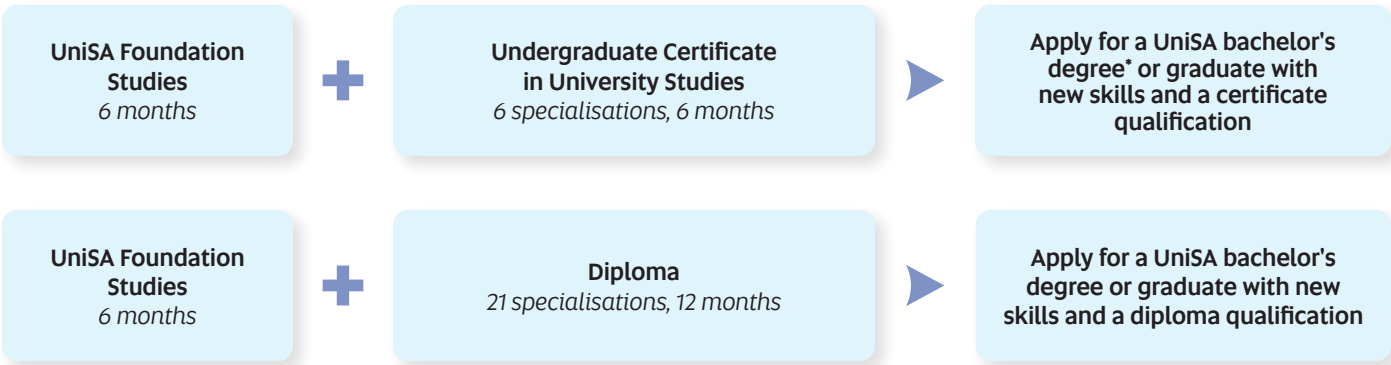 UniSA Foundation
Studies
6 months
Undergraduate Certificate
in University Studies
6 specialisations, 6 months
Apply for a UniSA bachelor's
degree* or graduate with
new skills and a certificate
qualification
UniSA Foundation
Studies
6 months
Diploma
21 specialisations, 12 months
Apply for a UniSA bachelor's
degree or graduate with new
skills and a diploma qualification